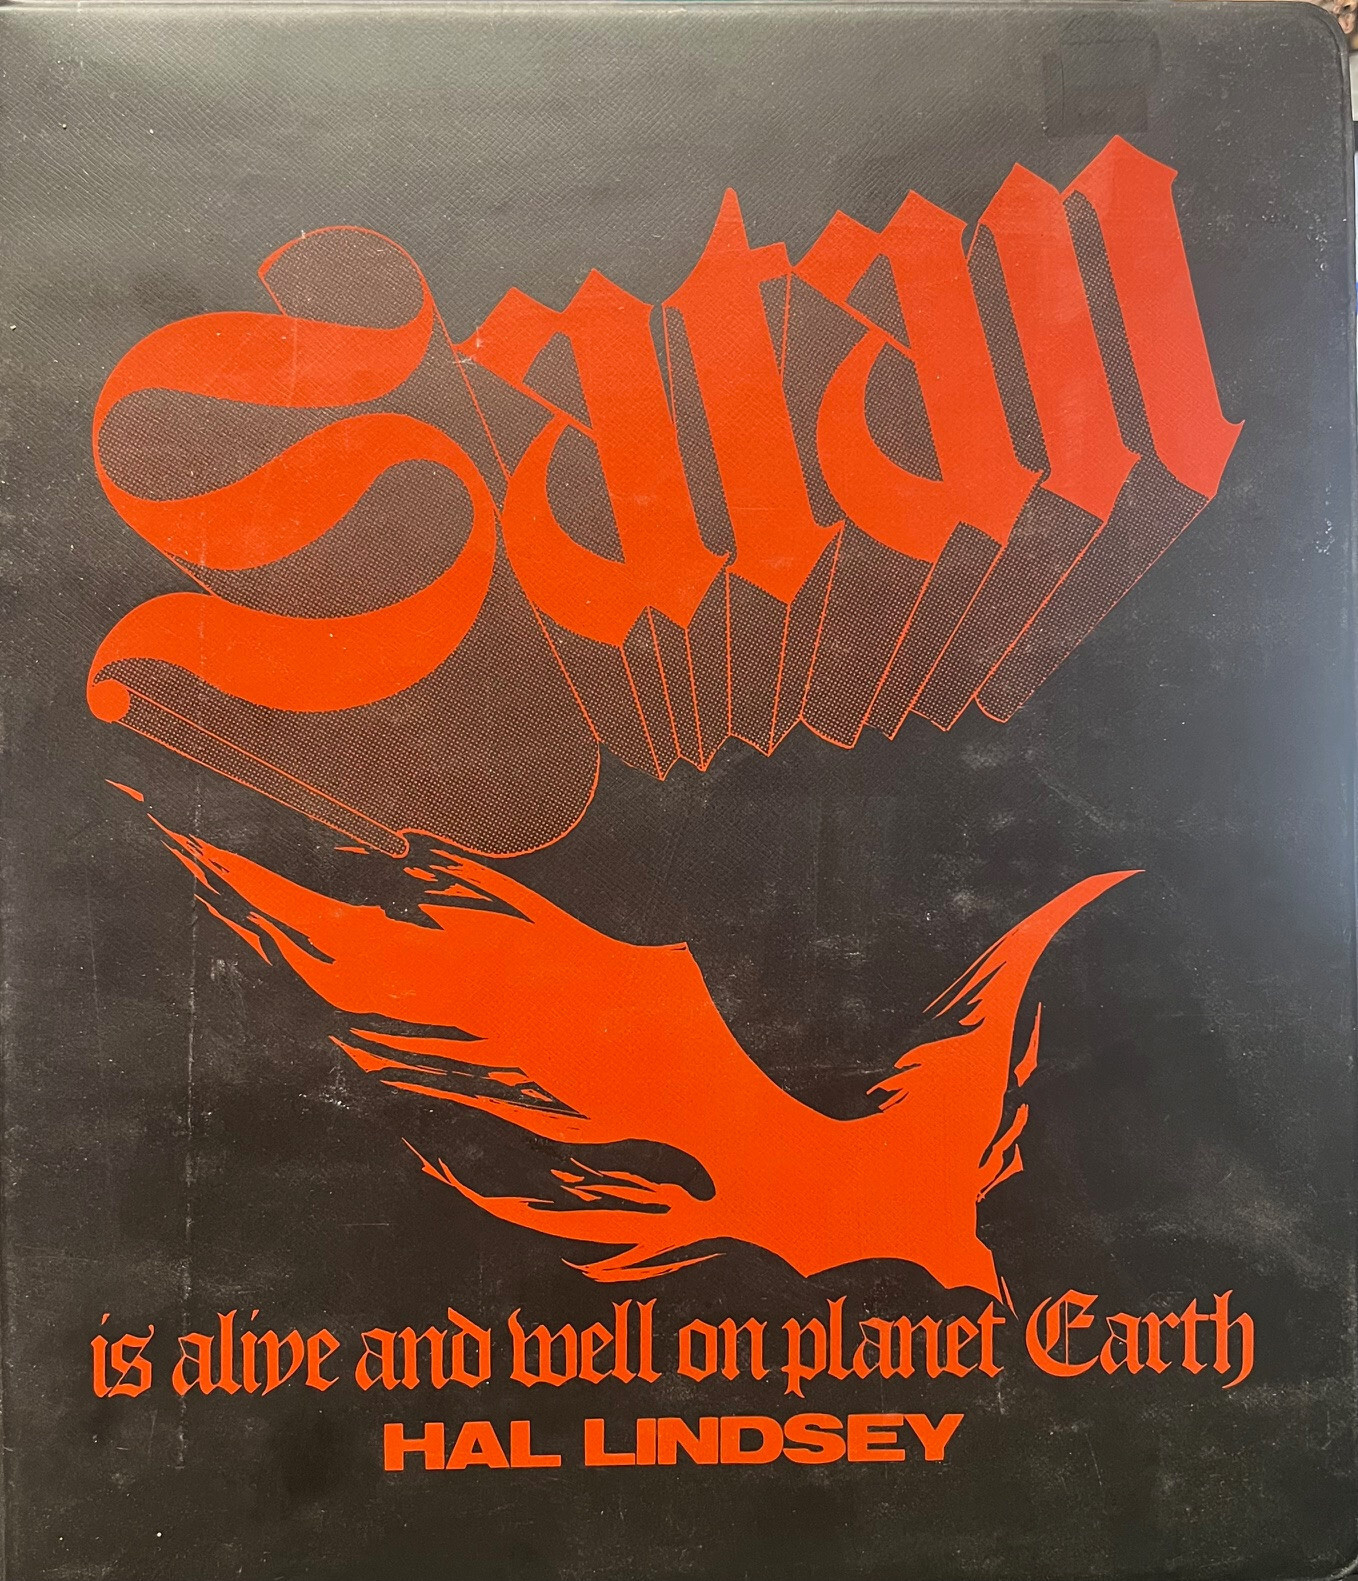 Satan
is alive and well on planet Earth
HAL LINDSEY